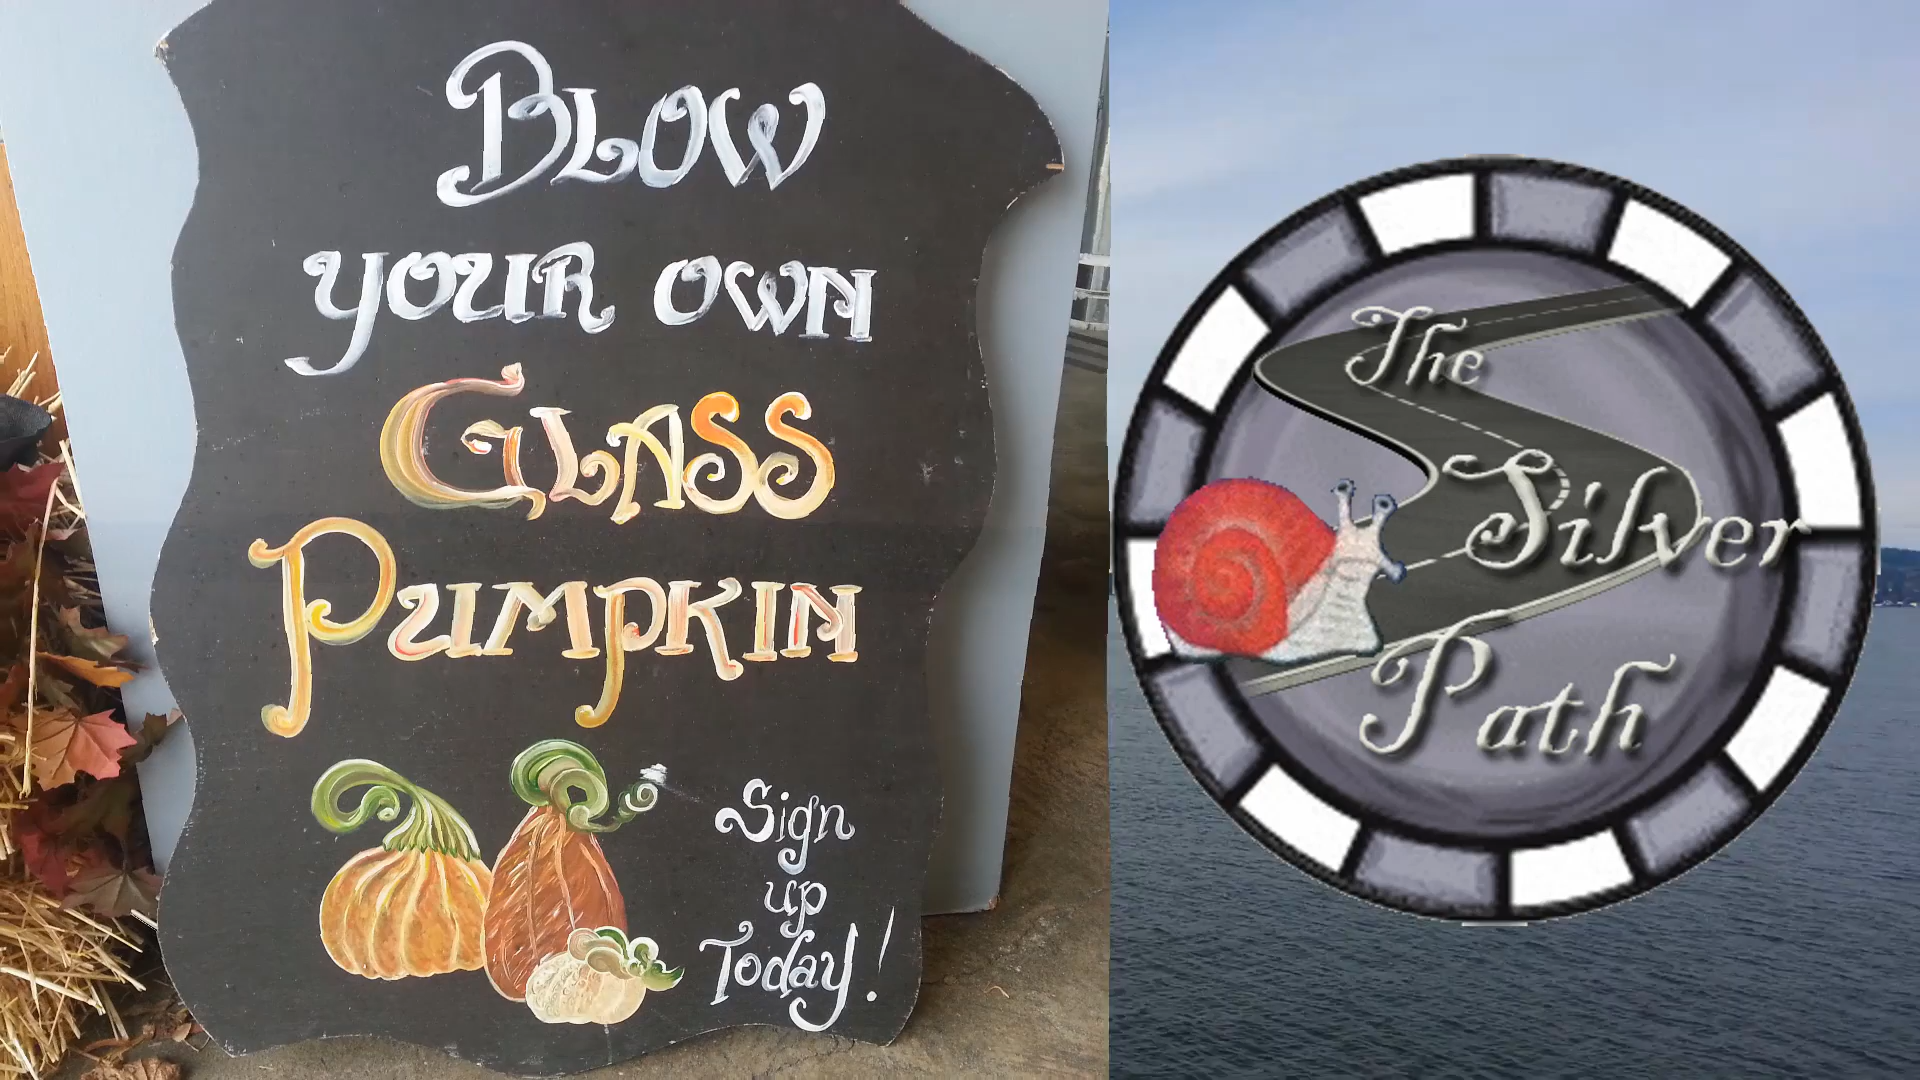 BLOW
YOUR OWN
GLASS
PUMPKIN
Sign
up
Today!
The
Silver
Path